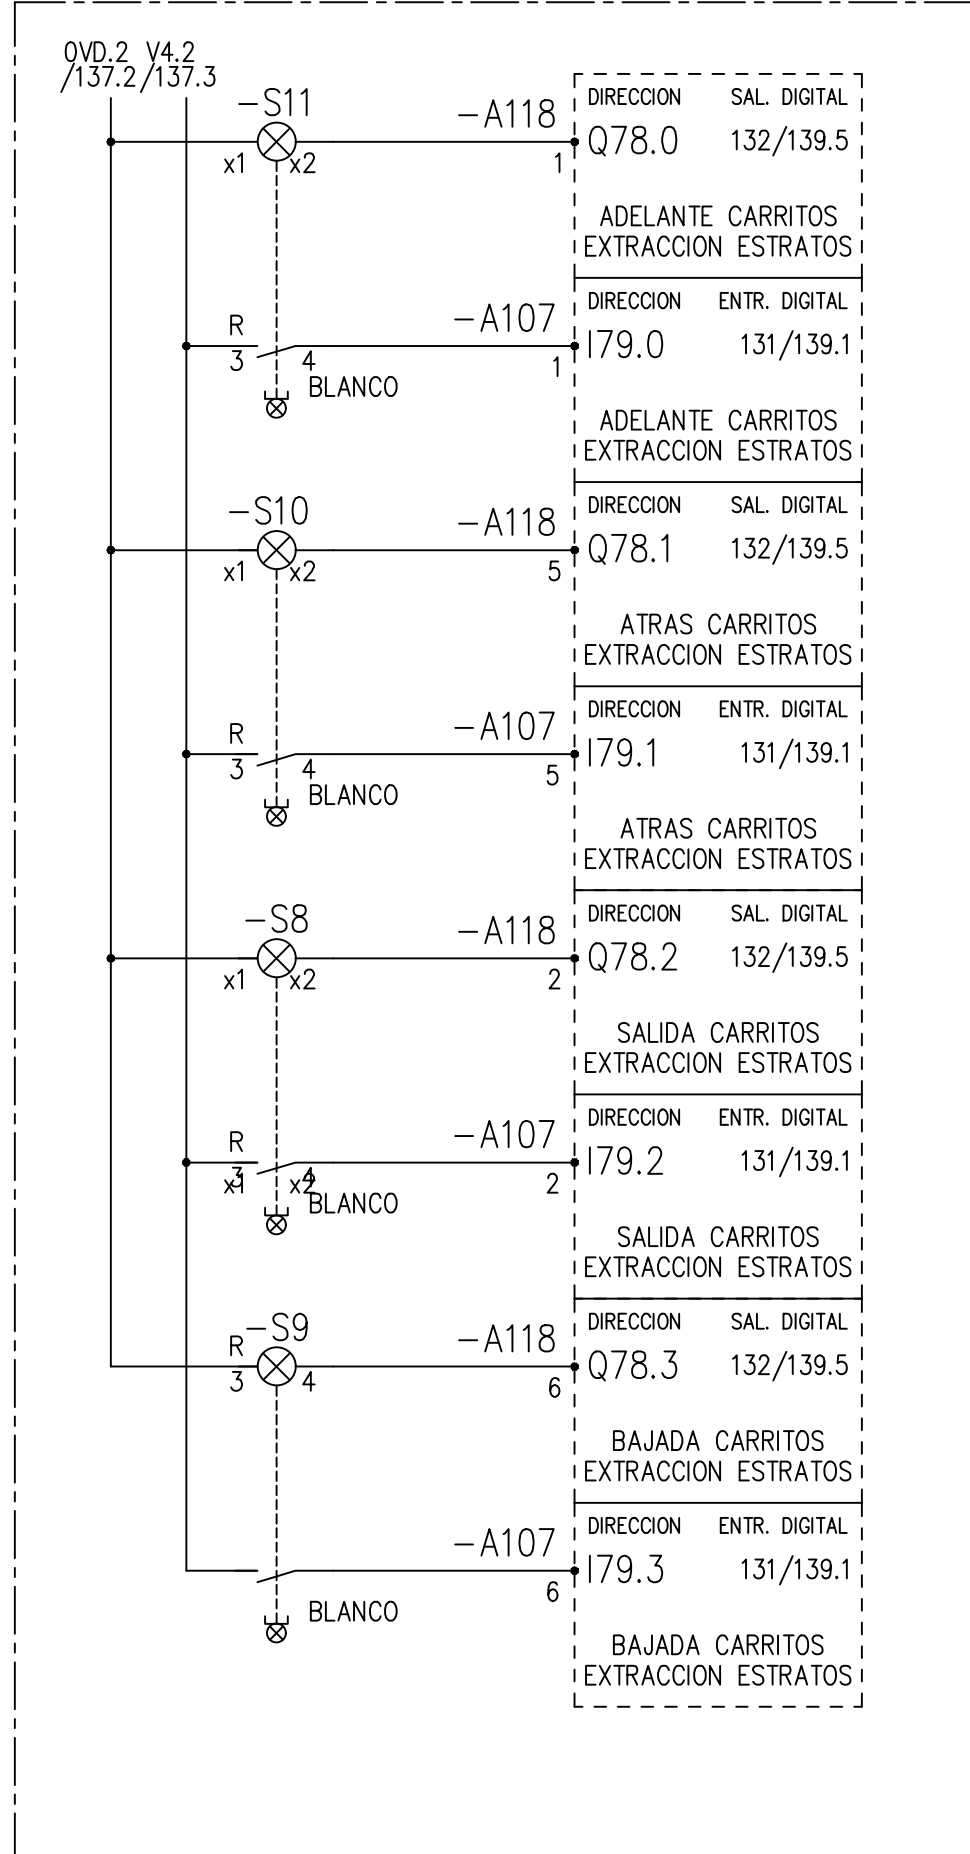 0VD.2 V4.2
/137.2 /137.3
-S11
x1 x2
-A118
1
DIRECCION SAL. DIGITAL
Q78.0 132/139.5
ADELANTE CARRITOS
EXTRACCION ESTRATOS
R
3 4
BLANCO
-A107
1
DIRECCION ENTR. DIGITAL
I79.0 131/139.1
ADELANTE CARRITOS
EXTRACCION ESTRATOS
-S10
x1 x2
-A118
5
DIRECCION SAL. DIGITAL
Q78.1 132/139.5
ATRAS CARRITOS
EXTRACCION ESTRATOS
R
3 4
BLANCO
-A107
5
DIRECCION ENTR. DIGITAL
I79.1 131/139.1
ATRAS CARRITOS
EXTRACCION ESTRATOS
-S8
x1 x2
-A118
2
DIRECCION SAL. DIGITAL
Q78.2 132/139.5
SALIDA CARRITOS
EXTRACCION ESTRATOS
R
3 4
x1 x2
BLANCO
-A107
2
DIRECCION ENTR. DIGITAL
I79.2 131/139.1
SALIDA CARRITOS
EXTRACCION ESTRATOS
-S9
R
3 4
-A118
6
DIRECCION SAL. DIGITAL
Q78.3 132/139.5
BAJADA CARRITOS
EXTRACCION ESTRATOS
BLANCO
-A107
6
DIRECCION ENTR. DIGITAL
I79.3 131/139.1
BAJADA CARRITOS
EXTRACCION ESTRATOS